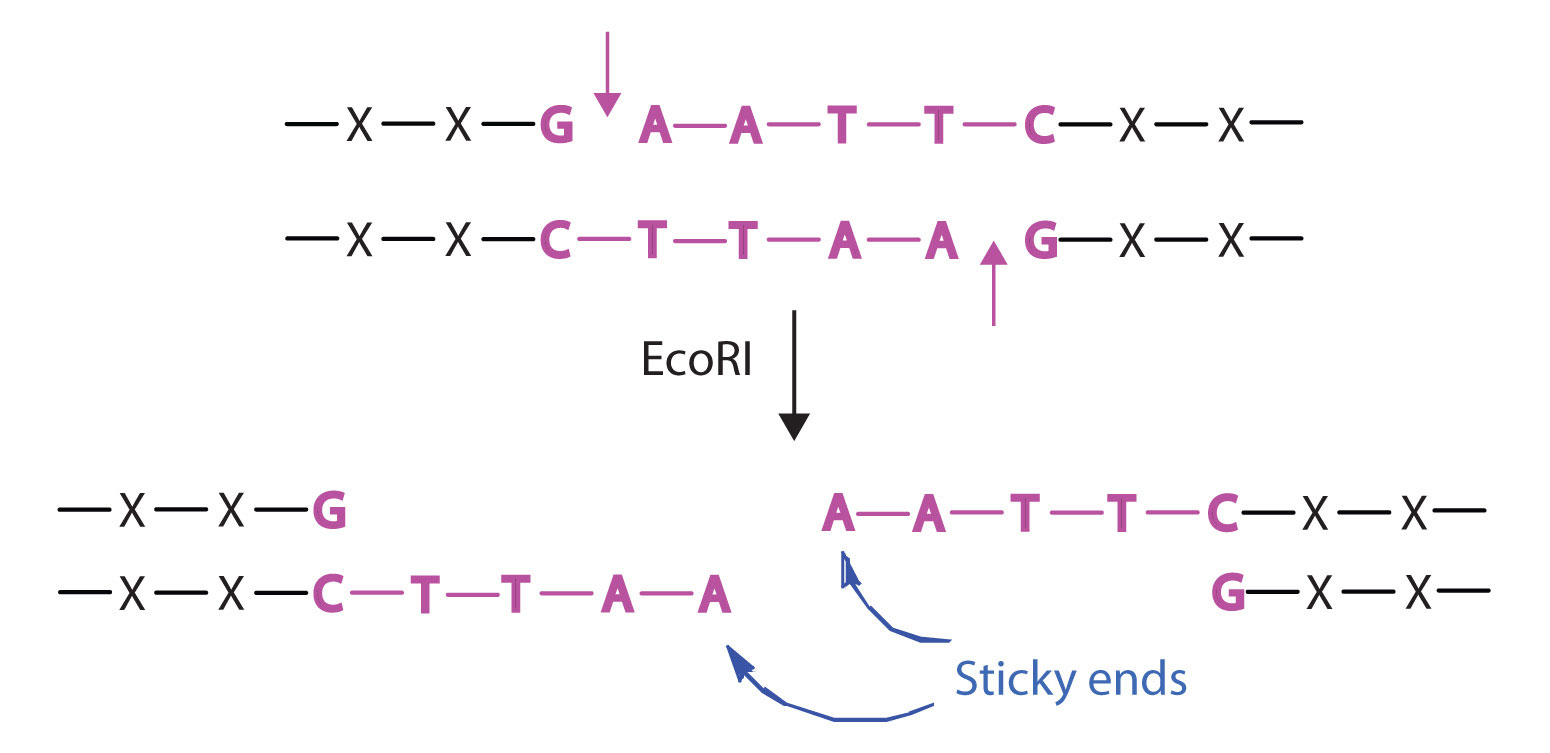 —X—X—G A—A—T—T—C—X—X—
—X—X—C—T—T—A—A G—X—X—
EcoRI
—X—X—G A—A—T—T—C—X—X—
—X—X—C—T—T—A—A G—X—X—
Sticky ends